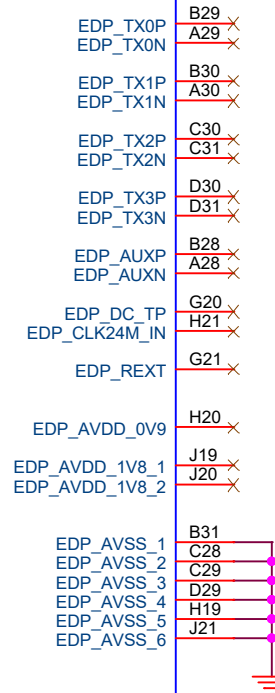 EDP_TX0P B29
EDP_TX0N A29
EDP_TX1P B30
EDP_TX1N A30
EDP_TX2P C30
EDP_TX2N C31
EDP_TX3P D30
EDP_TX3N D31
EDP_AUXP B28
EDP_AUXN A28
EDP_DC_TP G20
EDP_CLK24M_IN H21
EDP_REXT G21
EDP_AVDD_0V9 H20
EDP_AVDD_1V8_1 J19
EDP_AVDD_1V8_2 J20
EDP_AVSS_1 B31
EDP_AVSS_2 C28
EDP_AVSS_3 C29
EDP_AVSS_4 D29
EDP_AVSS_5 H19
EDP_AVSS_6 J21